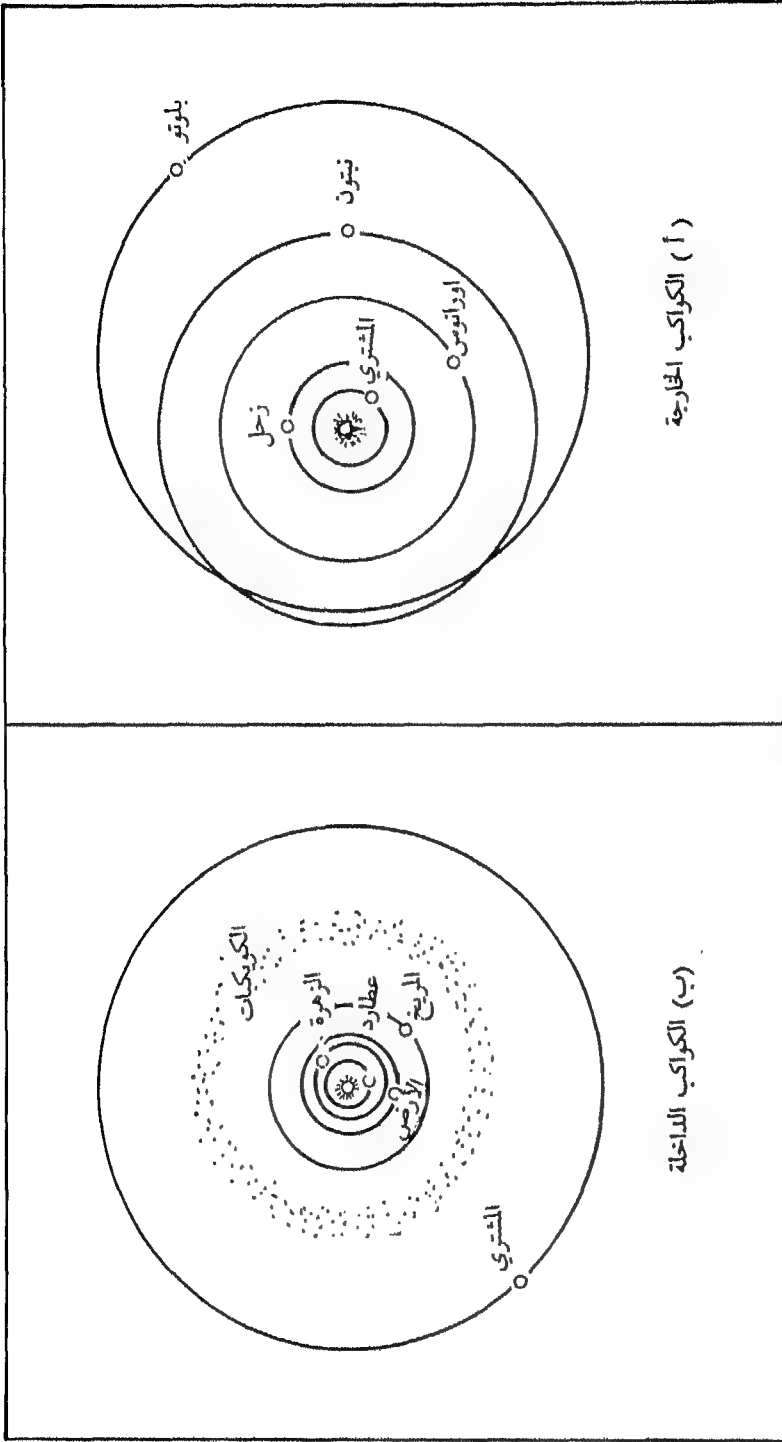 بلوتو
نبتون
اورانوس
المشتري
زحل
( أ ) الكواكب الخارجة
الكويكبات
الزهرة
عطارد
المريخ
الأرض
المشتري
(ب) الكواكب الداخلة